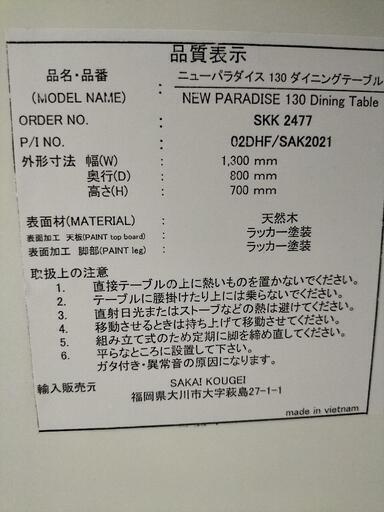 品質表示
品名・品番 : ニューパラダイス 130 ダイニングテーブル
(MODEL NAME) : NEW PARADISE 130 Dining Table
ORDER NO. : SKK 2477
P/I NO. : 02DHF/SAK2021
外形寸法 幅(W) : 1,300 mm
奥行(D) : 800 mm
高さ(H) : 700 mm
表面材(MATERIAL) : 天然木
表面加工 天板(PAINT top board) : ラッカー塗装
表面加工 脚部(PAINT leg) : ラッカー塗装
取扱上の注意
1. 直接テーブルの上に熱いものを置かないでください。
2. テーブルに腰掛けたり上には乗らないでください。
3. 直射日光またはストーブなどの熱は避けてください。
4. 移動させるときは持ち上げて移動させてください。
5. 組み立て式のため定期に脚を締め直してください。
6. 平らなところに設置して下さい。
ガタ付き・異常音の原因になります。
輸入販売元 SAKAI KOUGEI
福岡県大川市大字萩島27-1-1
made in vietnam